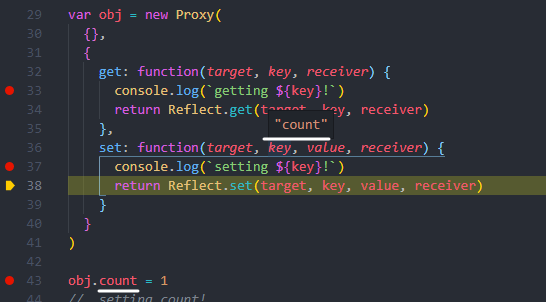 29 var obj = new Proxy(
30 {},
31 {
32 get: function(target, key, receiver) {
33 console.log(`getting ${key}!`)
34 return Reflect.get(target, key, receiver)
"count"
35 },
36 set: function(target, key, value, receiver) {
37 console.log(`setting ${key}!`)
38 return Reflect.set(target, key, value, receiver)
39 }
40 }
41 )
42
43 obj.count = 1
44 // setting count!